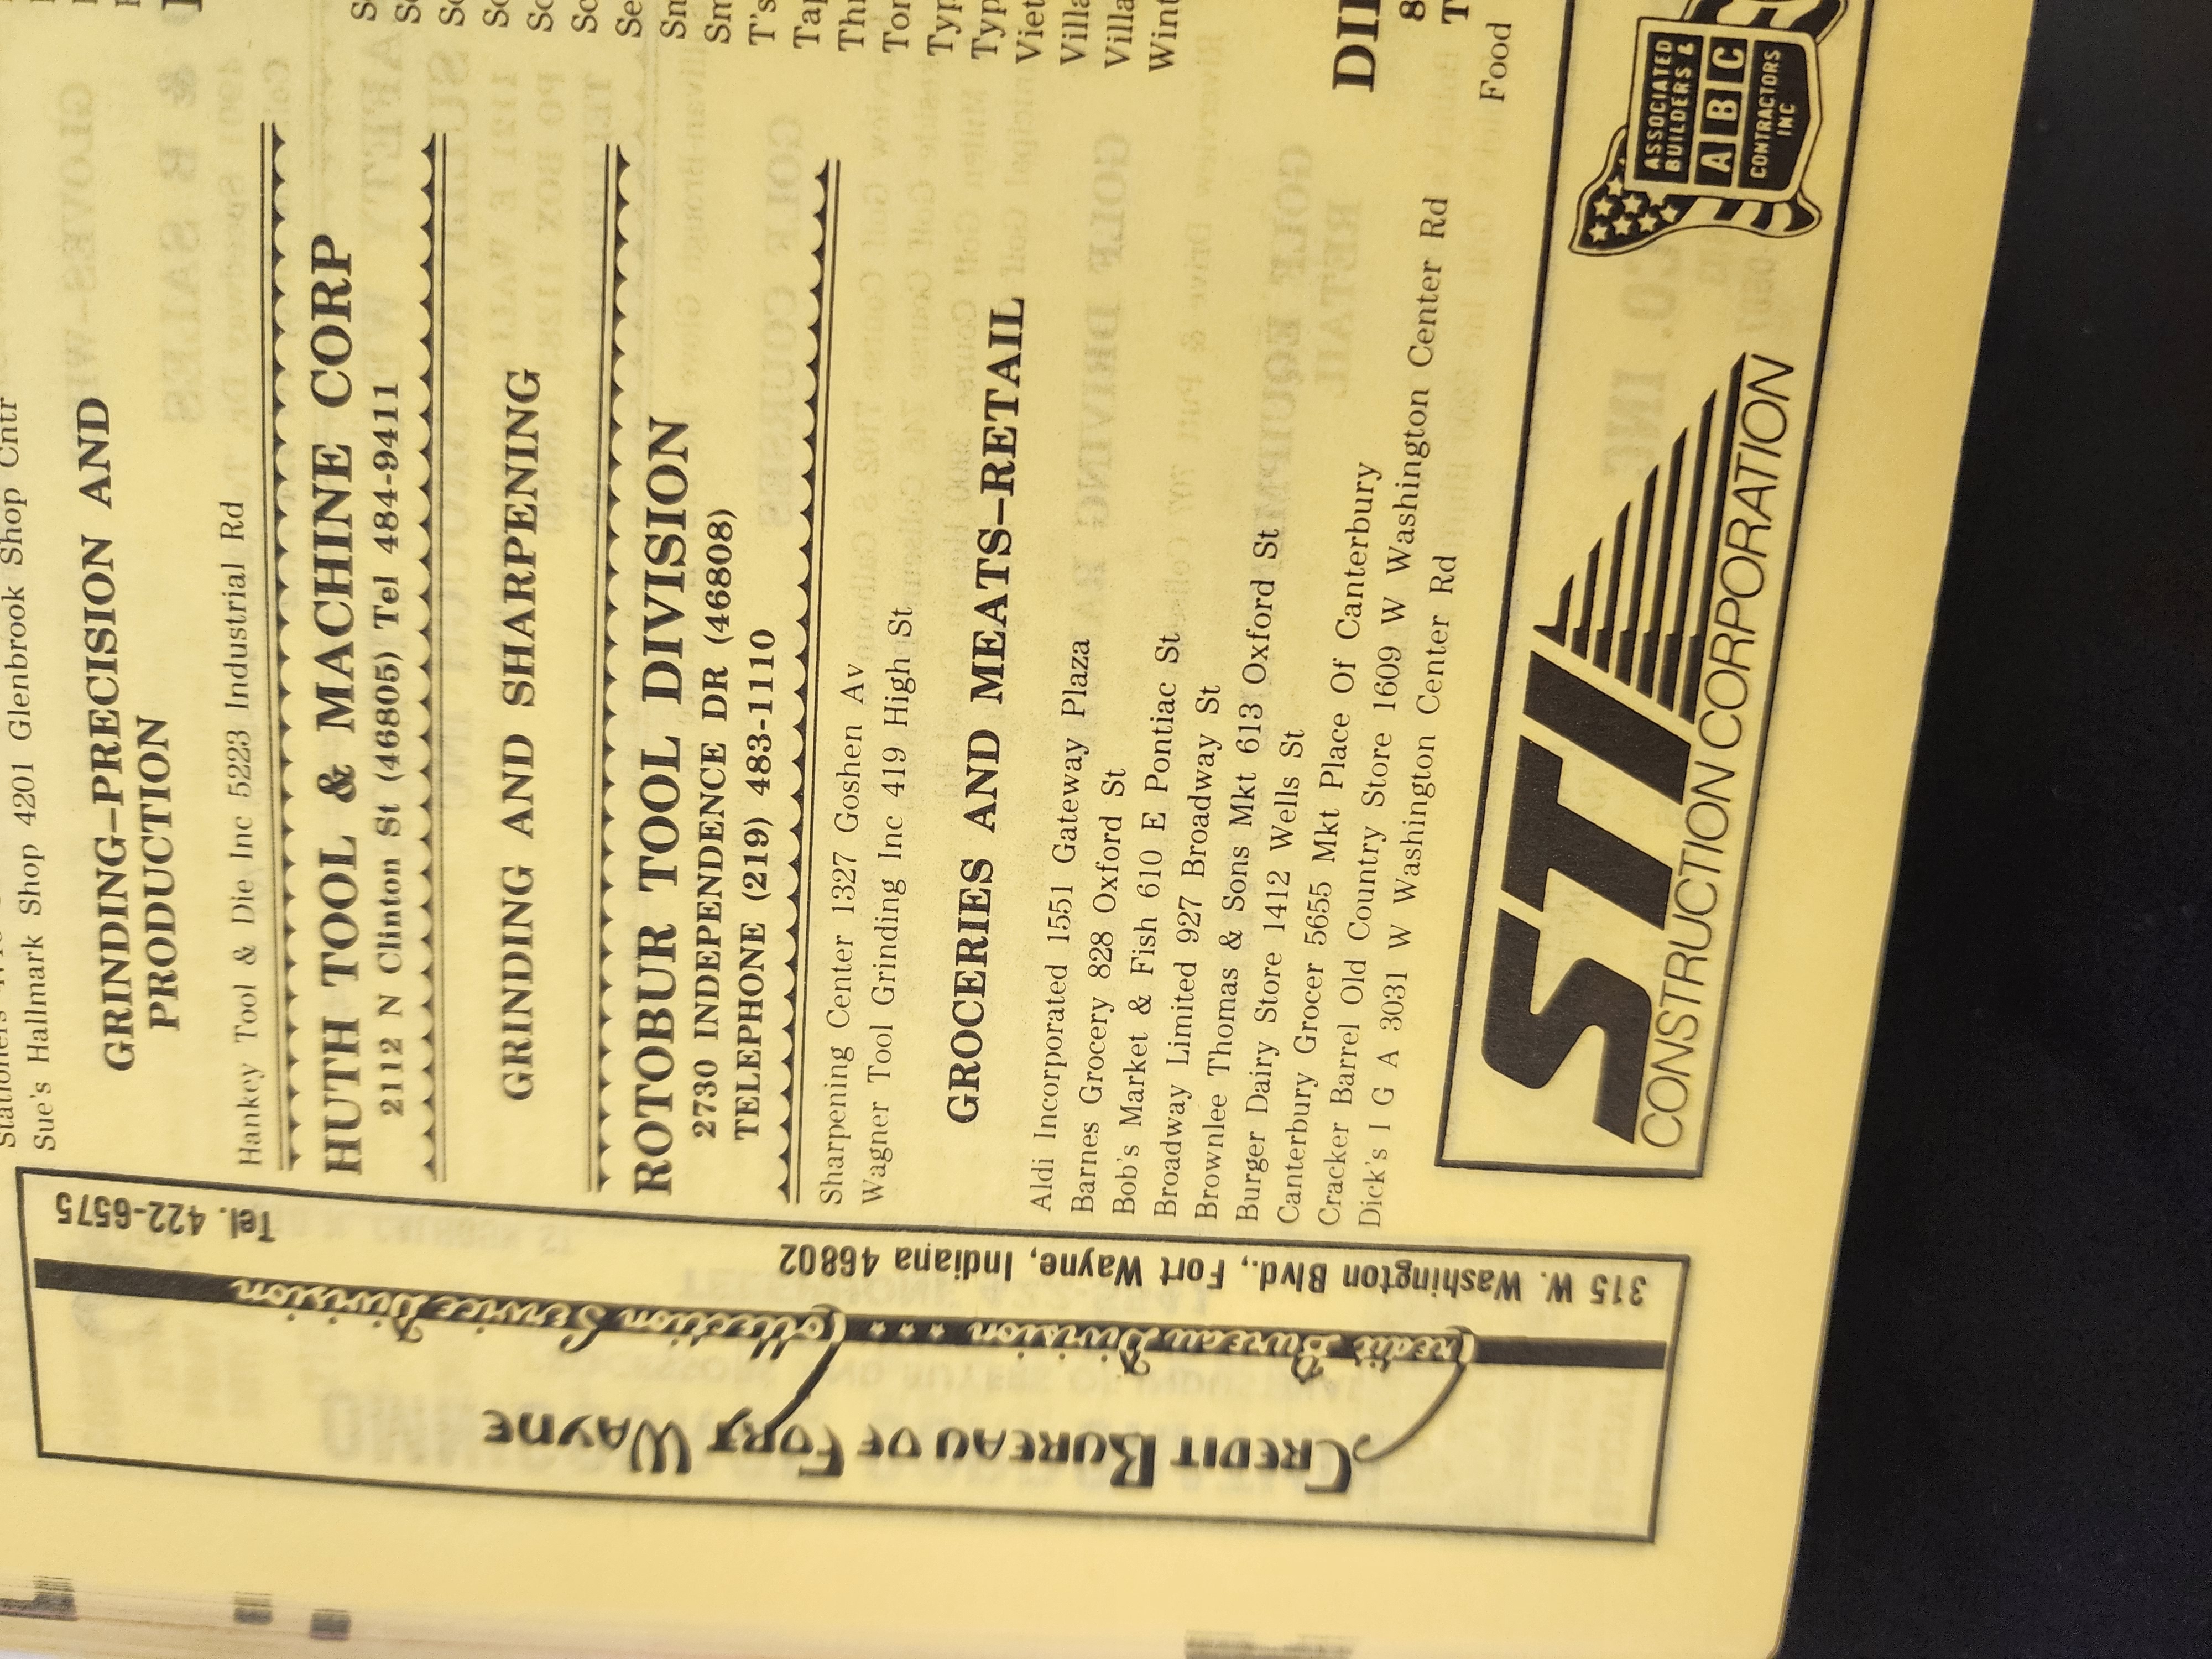 Sue's Hallmark Shop 4201 Glenbrook Shop Cntr
GRINDING–PRECISION AND
PRODUCTION
Hankey Tool & Die Inc 5223 Industrial Rd
HUTH TOOL & MACHINE CORP
2112 N Clinton St (46805) Tel 484-9411
GRINDING AND SHARPENING
ROTOBUR TOOL DIVISION
2730 INDEPENDENCE DR (46808)
TELEPHONE (219) 483-1110
Sharpening Center 1327 Goshen Av
Wagner Tool Grinding Inc 419 High St
GROCERIES AND MEATS–RETAIL
Aldi Incorporated 1551 Gateway Plaza
Barnes Grocery 828 Oxford St
Bob's Market & Fish 610 E Pontiac St
Broadway Limited 927 Broadway St
Brownlee Thomas & Sons Mkt 613 Oxford St
Burger Dairy Store 1412 Wells St
Canterbury Grocer 5655 Mkt Place Of Canterbury
Cracker Barrel Old Country Store 1609 W Washington Center Rd
Dick's I G A 3031 W Washington Center Rd
Food
STI
CONSTRUCTION CORPORATION
ASSOCIATED
BUILDERS &
ABC
CONTRACTORS
INC
CREDIT BUREAU OF FORT WAYNE
Credit Bureau Division * * * Collection Service Division
315 W. Washington Blvd., Fort Wayne, Indiana 46802
Tel. 422-6575